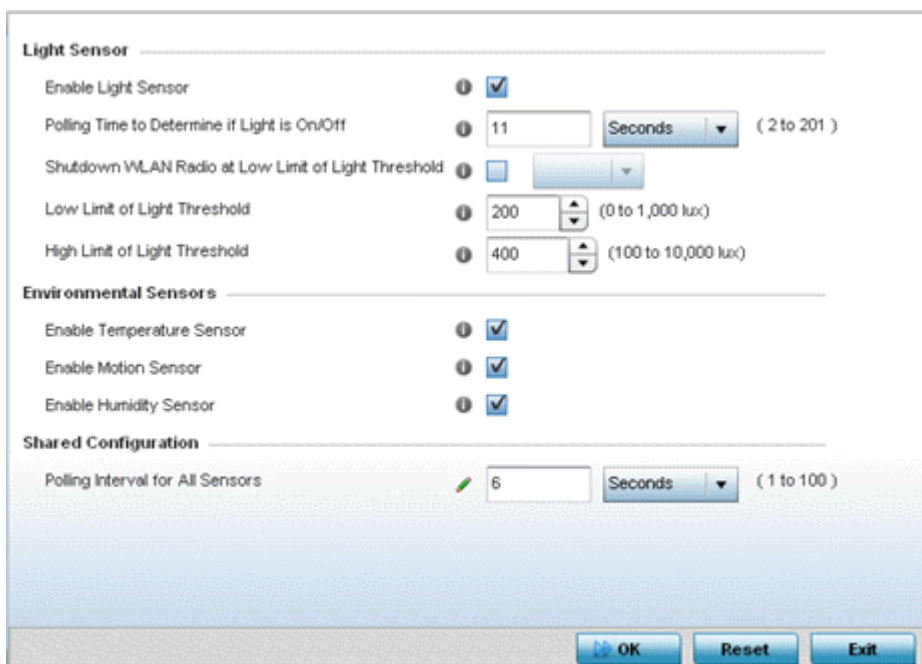 Light Sensor
Enable Light Sensor
Polling Time to Determine if Light is On/Off 11 Seconds ( 2 to 201 )
Shutdown WLAN Radio at Low Limit of Light Threshold
Low Limit of Light Threshold 200 (0 to 1,000 lux)
High Limit of Light Threshold 400 (100 to 10,000 lux)
Environmental Sensors
Enable Temperature Sensor
Enable Motion Sensor
Enable Humidity Sensor
Shared Configuration
Polling Interval for All Sensors 6 Seconds ( 1 to 100 )
OK Reset Exit